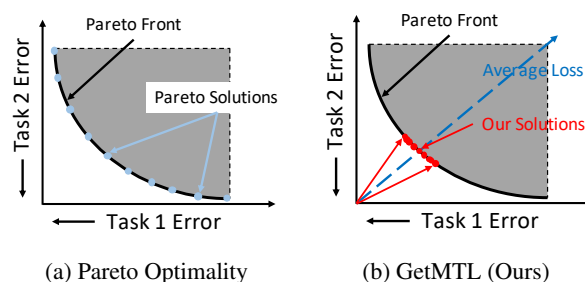 Pareto Front
Task 2 Error
Pareto Solutions
Task 1 Error
(a) Pareto Optimality
Pareto Front
Task 2 Error
Average Loss
Our Solutions
Task 1 Error
(b) GetMTL (Ours)